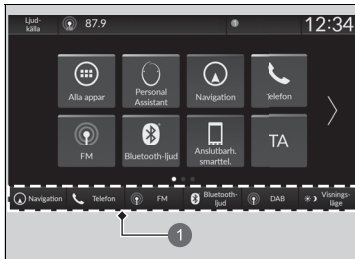 Ljud-
källa
87.9
12:34
Alla appar
Personal
Assistant
Navigation
Telefon
FM
Bluetooth-ljud
Anslutbarh.
smarttel.
TA
Navigation
Telefon
FM
Bluetooth-
ljud
DAB
Visnings-
läge
1